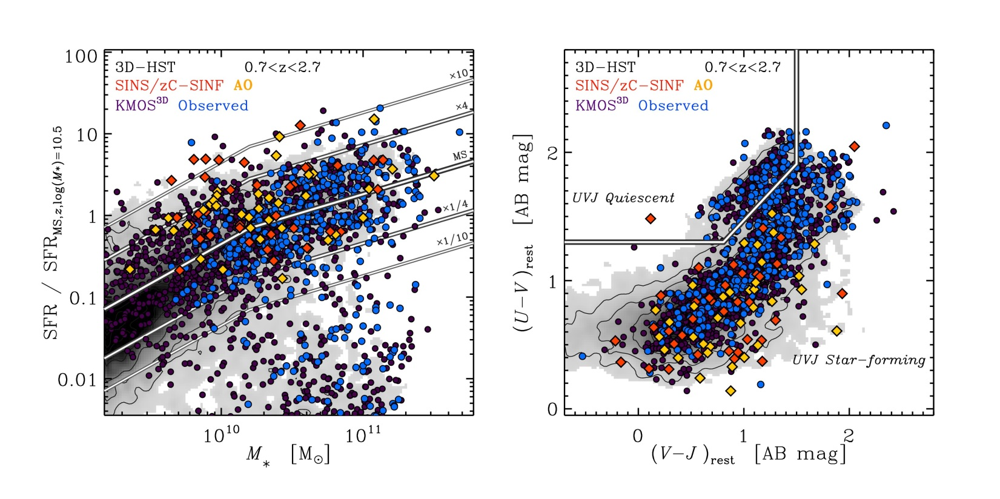 3D-HST 0.7<z<2.7
SINS/zC-SINF AO
KMOS3D Observed
×10
×4
MS
×1/4
×1/10
100
10
1
0.1
0.01
SFR / SFRMS,z,log(M*)=10.5
10^10 10^11
M* [M⊙]
3D-HST 0.7<z<2.7
SINS/zC-SINF AO
KMOS3D Observed
UVJ Quiescent
UVJ Star-forming
2
1
0
(U-V)rest [AB mag]
0 1 2
(V-J)rest [AB mag]